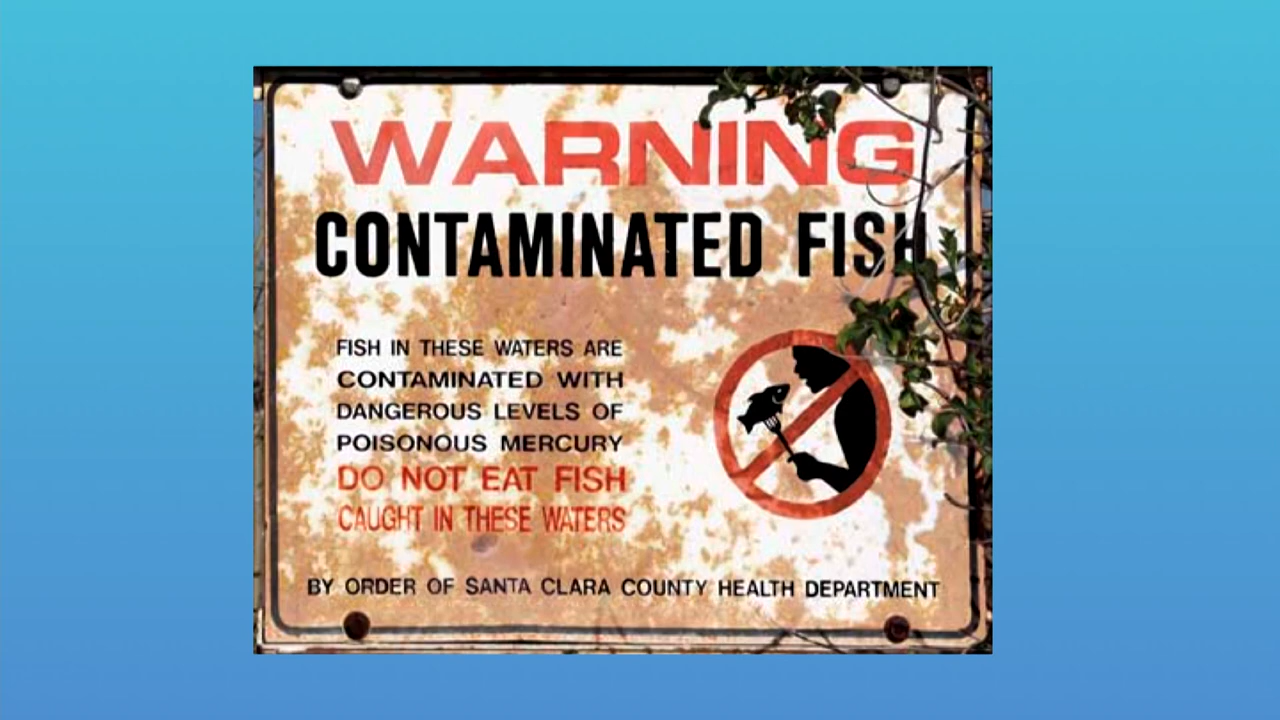 WARNING
CONTAMINATED FISH
FISH IN THESE WATERS ARE
CONTAMINATED WITH
DANGEROUS LEVELS OF
POISONOUS MERCURY
DO NOT EAT FISH
CAUGHT IN THESE WATERS
BY ORDER OF SANTA CLARA COUNTY HEALTH DEPARTMENT